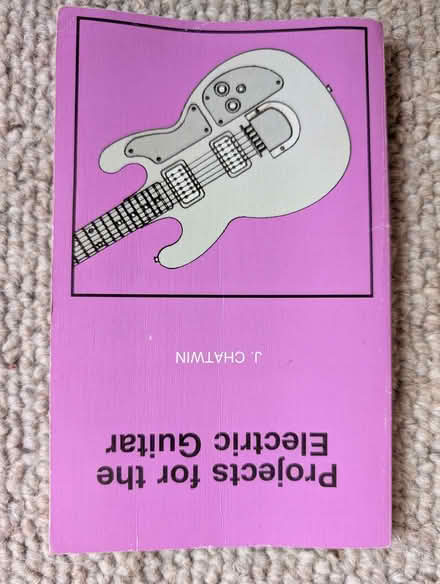 Projects for the
Electric Guitar
J. CHATWIN